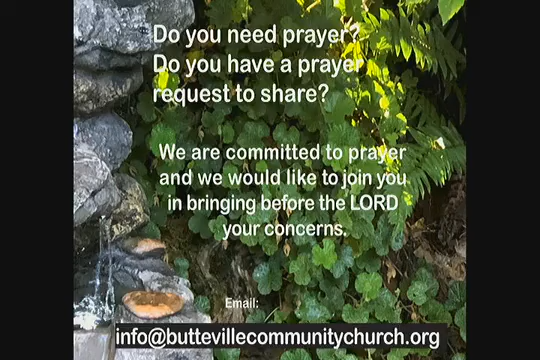 Do you need prayer?
Do you have a prayer
request to share?
We are committed to prayer
and we would like to join you
in bringing before the LORD
your concerns.
Email:
info@buttevillecommunitychurch.org